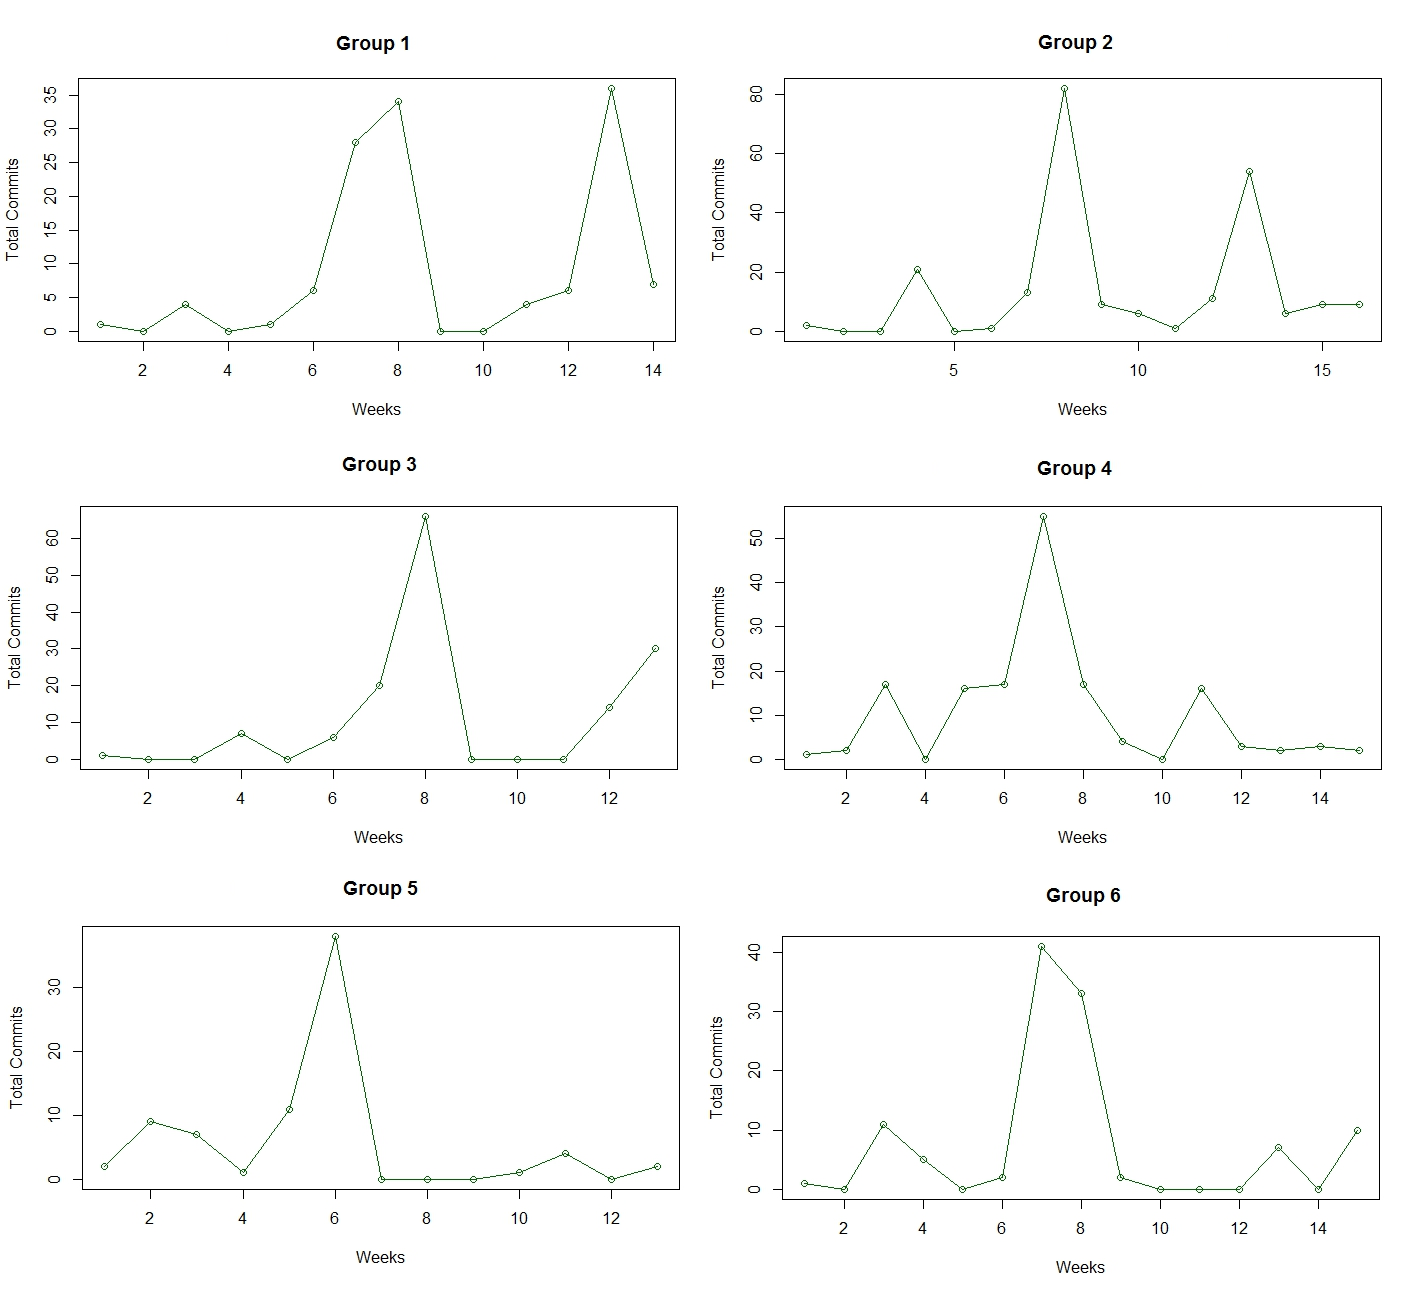 Group 1
Total Commits
0 5 10 15 20 25 30 35
2 4 6 8 10 12 14
Weeks
Group 2
Total Commits
0 20 40 60 80
5 10 15
Weeks
Group 3
Total Commits
0 10 20 30 40 50 60
2 4 6 8 10 12
Weeks
Group 4
Total Commits
0 10 20 30 40 50
2 4 6 8 10 12 14
Weeks
Group 5
Total Commits
0 10 20 30
2 4 6 8 10 12
Weeks
Group 6
Total Commits
0 10 20 30 40
2 4 6 8 10 12 14
Weeks